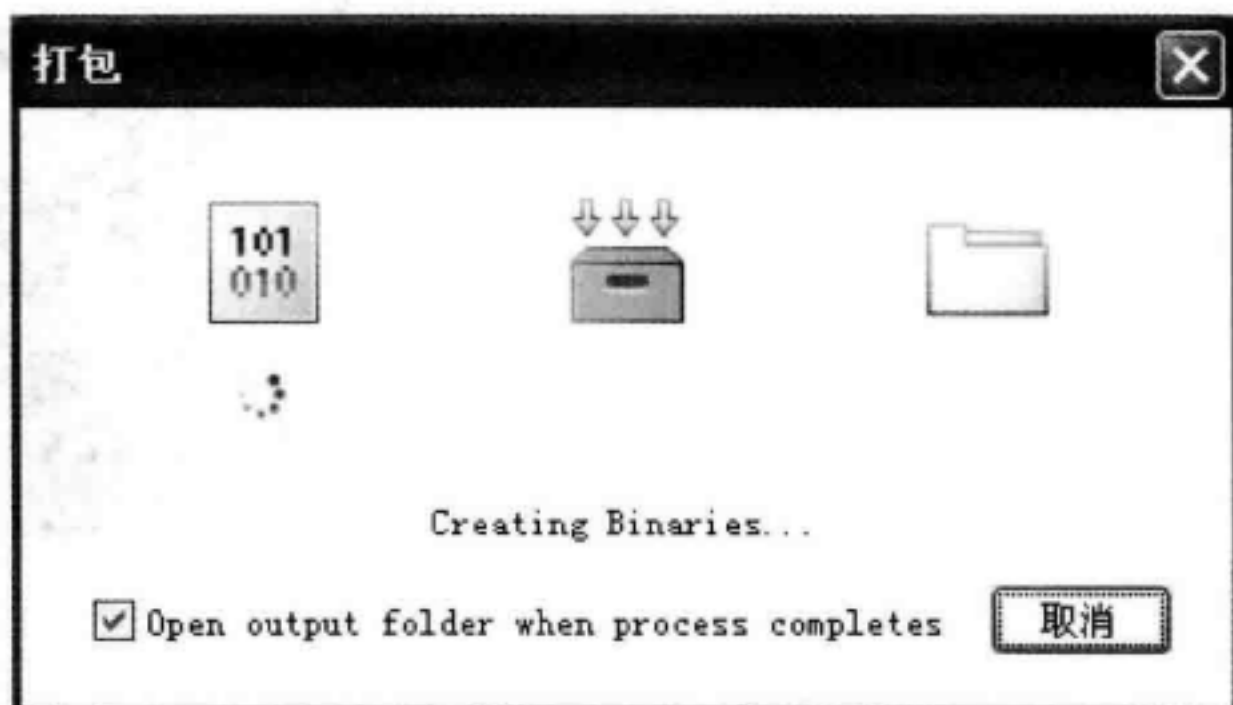 打包
101
010
Creating Binaries...
Open output folder when process completes
取消